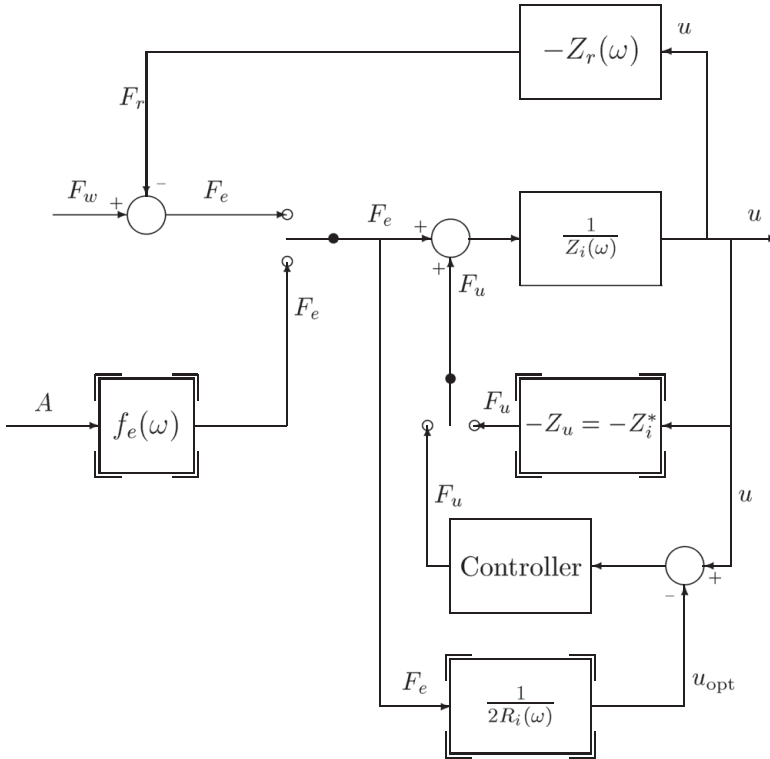 u
−Z_r(ω)
F_r
−
F_w
+
F_e
F_e
+
+
F_u
1/Z_i(ω)
u
F_e
A
f_e(ω)
F_u
−Z_u = −Z_i^*
F_u
u
Controller
+
−
F_e
1/2R_i(ω)
u_opt